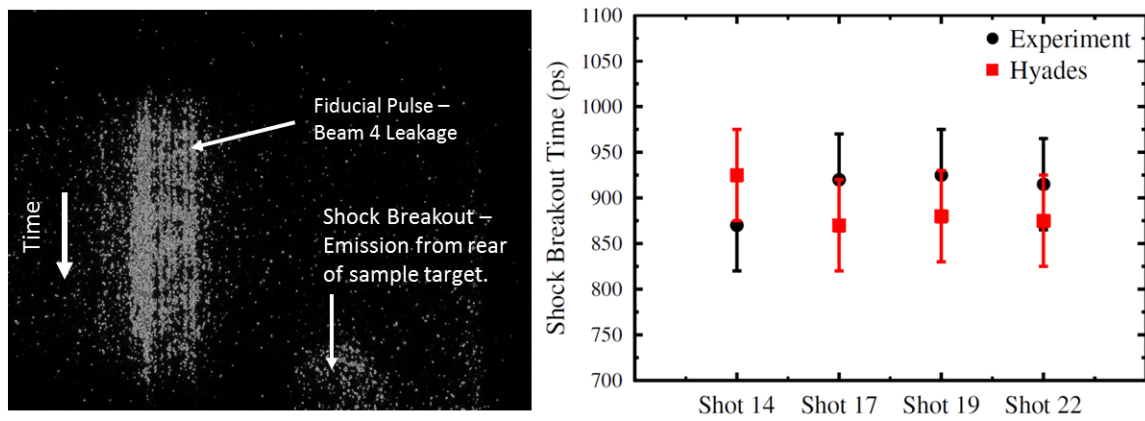 Fiducial Pulse –
Beam 4 Leakage
Time
Shock Breakout –
Emission from rear
of sample target.
Shock Breakout Time (ps)
1100
1050
1000
950
900
850
800
750
700
Experiment
Hyades
Shot 14 Shot 17 Shot 19 Shot 22